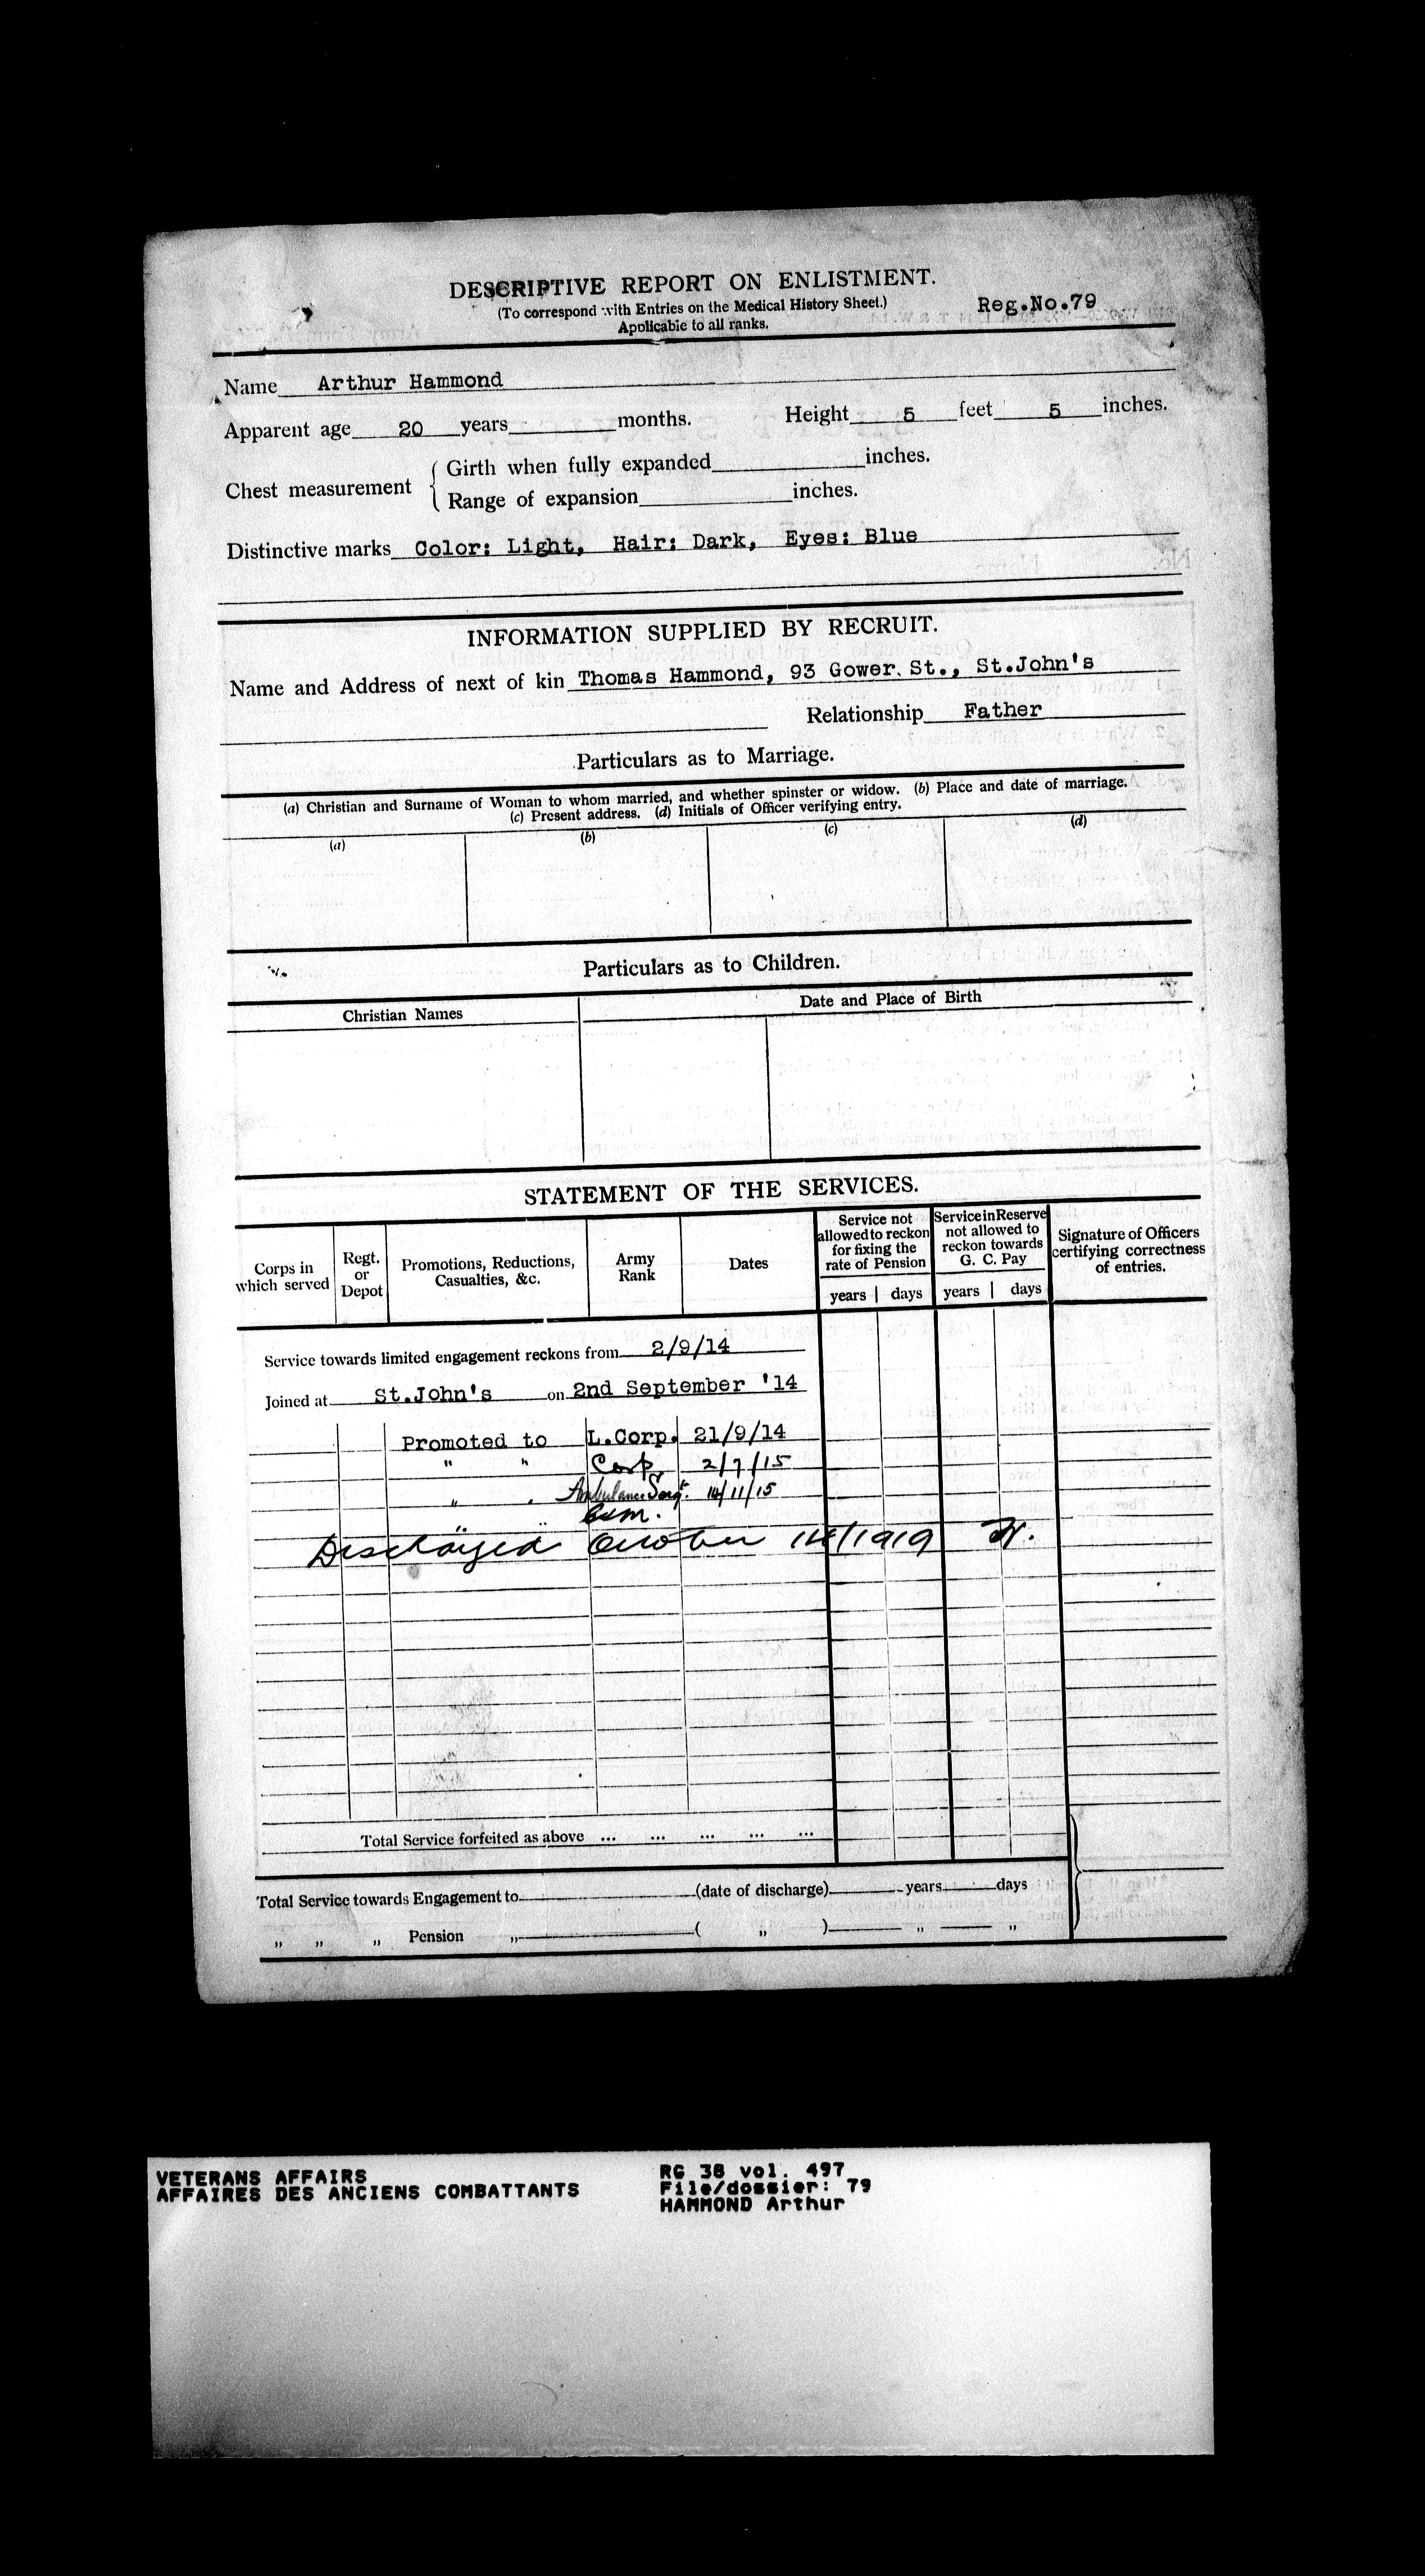 DESCRIPTIVE REPORT ON ENLISTMENT.
(To correspond with Entries on the Medical History Sheet.)
Reg.No.79
Applicable to all ranks.
Name Arthur Hammond
Apparent age 20 years months. Height 5 feet 5 inches.
Chest measurement { Girth when fully expanded inches.
Range of expansion inches.
Distinctive marks Color: Light, Hair: Dark, Eyes: Blue
INFORMATION SUPPLIED BY RECRUIT.
Name and Address of next of kin Thomas Hammond, 93 Gower. St., St.John's
Relationship Father
Particulars as to Marriage.
(a) Christian and Surname of Woman to whom married, and whether spinster or widow. (b) Place and date of marriage.
(c) Present address. (d) Initials of Officer verifying entry.
(a) (b) (c) (d)
Particulars as to Children.
Christian Names Date and Place of Birth
STATEMENT OF THE SERVICES.
Corps in which served Regt. or Depot Promotions, Reductions, Casualties, &c. Army Rank Dates Service not allowed to reckon for fixing the rate of Pension Service in Reserve not allowed to reckon towards G. C. Pay Signature of Officers certifying correctness of entries.
years days years days
Service towards limited engagement reckons from 2/9/14
Joined at St.John's on 2nd September '14
Promoted to L.Corp. 21/9/14
" " Corp. 2/7/15
" " Ambulance Sergt. 14/11/15
" "
Discharged October 14/1919 H.
Total Service forfeited as above ... ... ... ... ...
Total Service towards Engagement to (date of discharge) years days
" " " Pension " ( " ) " "
VETERANS AFFAIRS
AFFAIRES DES ANCIENS COMBATTANTS
RG 38 vol. 497
File/dossier: 79
HAMMOND Arthur